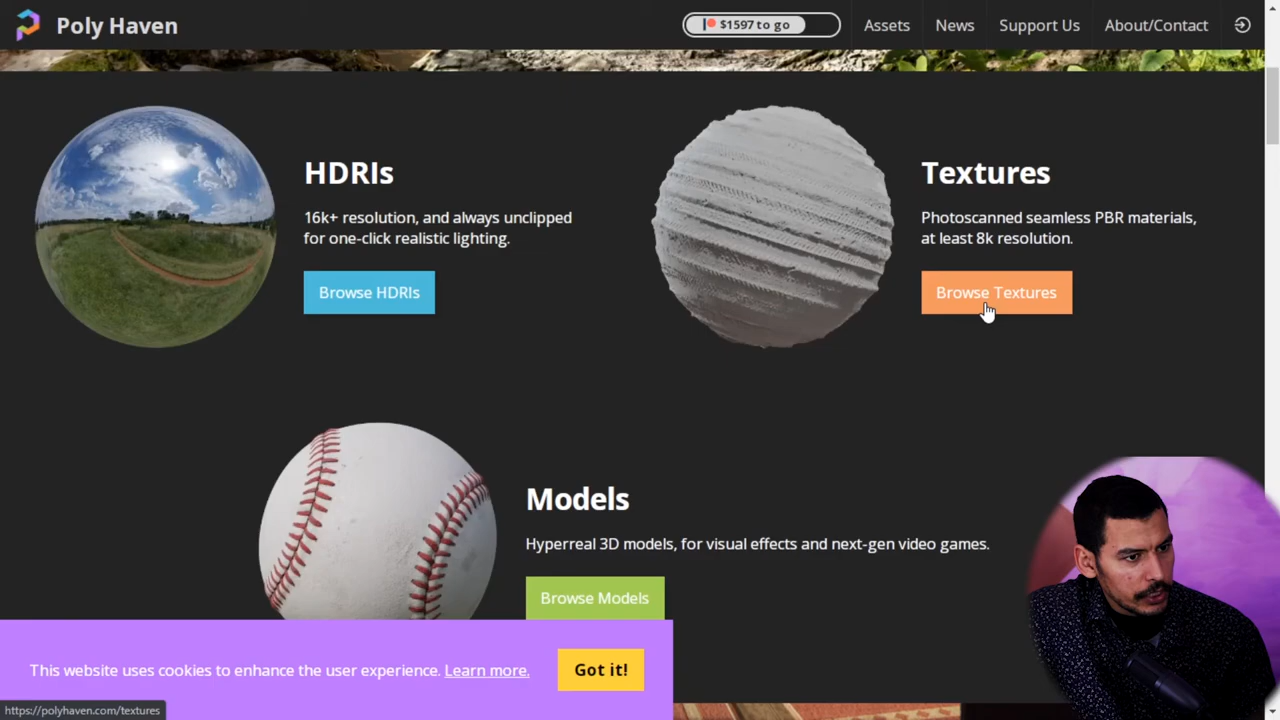 Poly Haven
$1597 to go
Assets
News
Support Us
About/Contact
HDRIs
16k+ resolution, and always unclipped
for one-click realistic lighting.
Browse HDRIs
Textures
Photoscanned seamless PBR materials,
at least 8k resolution.
Browse Textures
Models
Hyperreal 3D models, for visual effects and next-gen video games.
Browse Models
This website uses cookies to enhance the user experience. Learn more.
Got it!
https://polyhaven.com/textures